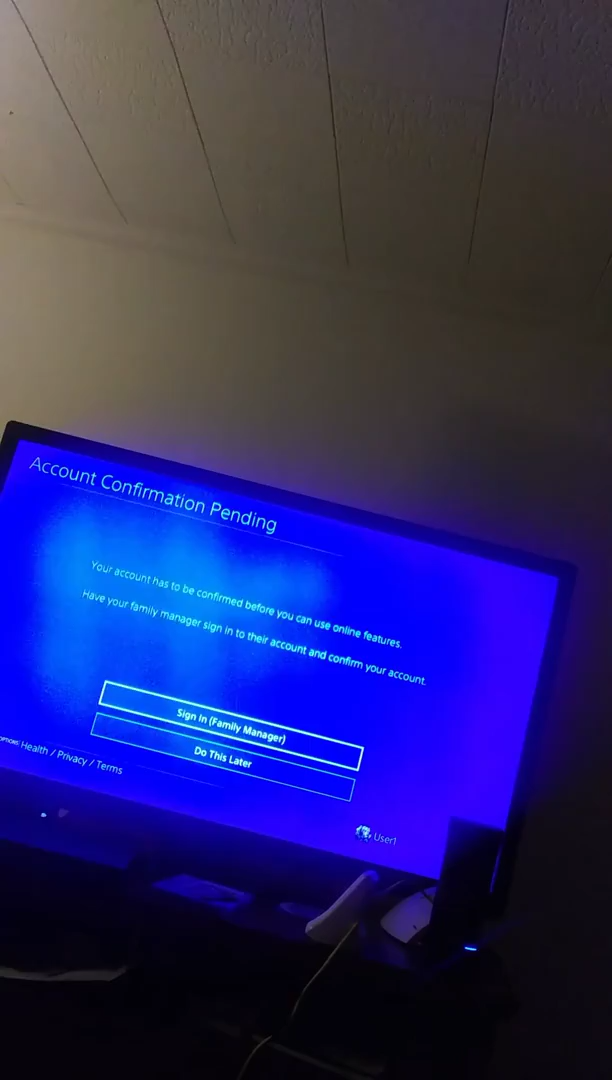 Account Confirmation Pending
Your account has to be confirmed before you can use online features.
Have your family manager sign in to their account and confirm your account.
Sign In (Family Manager)
Do This Later
OPTIONS Health / Privacy / Terms
User1